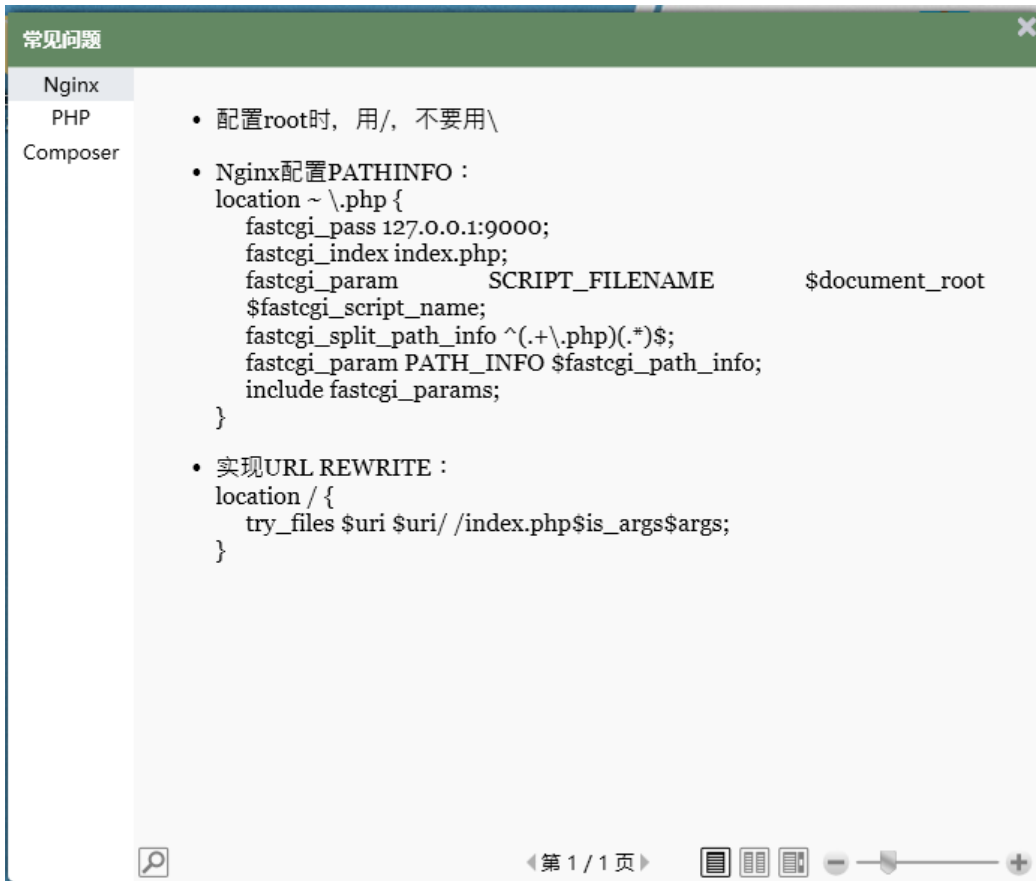 常见问题
Nginx
PHP
Composer
• 配置root时，用/，不要用\
• Nginx配置PATHINFO：
location ~ \.php {
fastcgi_pass 127.0.0.1:9000;
fastcgi_index index.php;
fastcgi_param SCRIPT_FILENAME $document_root
$fastcgi_script_name;
fastcgi_split_path_info ^(.+\.php)(.*)$;
fastcgi_param PATH_INFO $fastcgi_path_info;
include fastcgi_params;
}
• 实现URL REWRITE：
location / {
try_files $uri $uri/ /index.php$is_args$args;
}
第 1 / 1 页